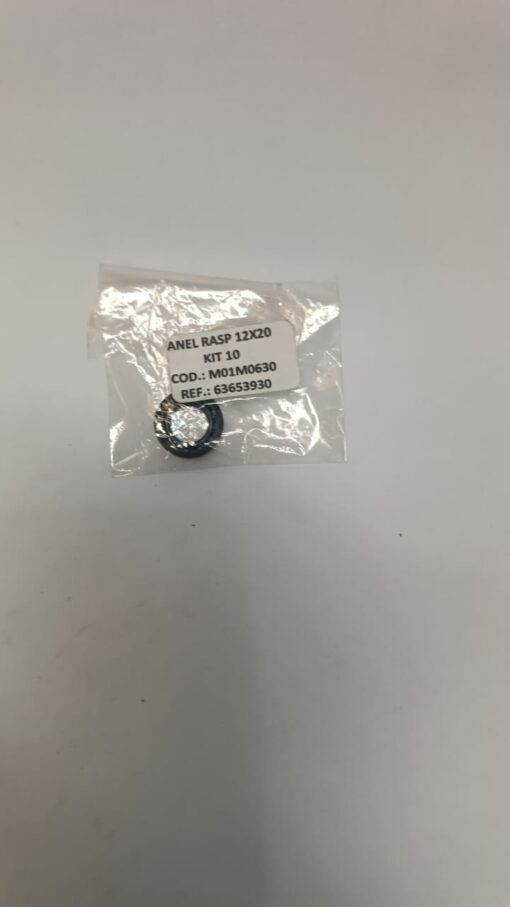 ANEL RASP 12X20
KIT 10
COD.: M01M0630
REF.: 63653930